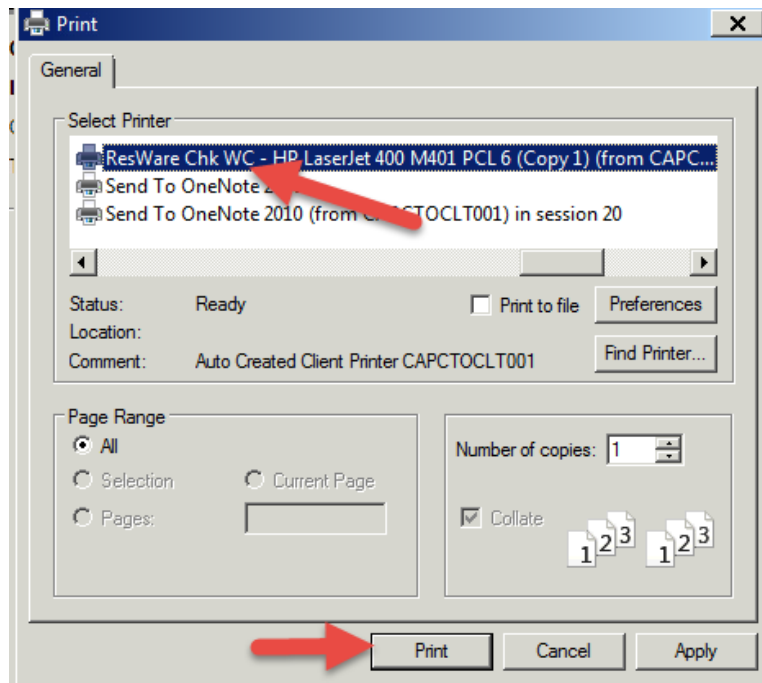 Print
General
Select Printer
ResWare Chk WC - HP LaserJet 400 M401 PCL 6 (Copy 1) (from CAPC...
Send To OneNote 2
Send To OneNote 2010 (from CAPCTOCLT001) in session 20
Status: Ready
Print to file
Preferences
Location:
Comment: Auto Created Client Printer CAPCTOCLT001
Find Printer...
Page Range
All
Selection
Current Page
Pages:
Number of copies: 1
Collate
1 2 3 1 2 3
Print
Cancel
Apply